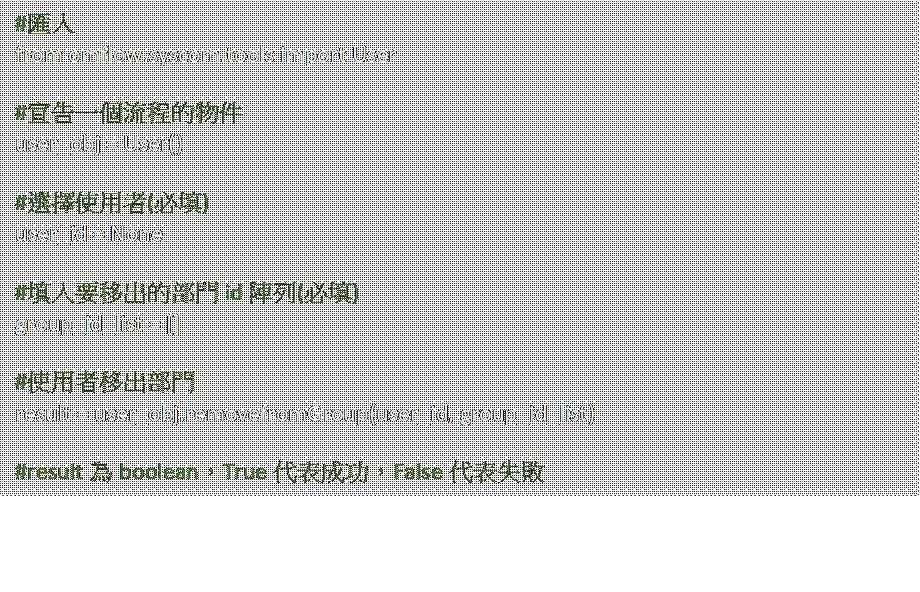 #匯入
from omflow.syscom.tools import User
#宣告一個流程的物件
user_obj = User()
#選擇使用者(必填)
user_id = None
#填入要移出的部門 id 陣列(必填)
group_id_list = []
#使用者移出部門
result = user_obj.removeFromGroup(user_id, group_id_list)
#result 為 boolean，True 代表成功，False 代表失敗